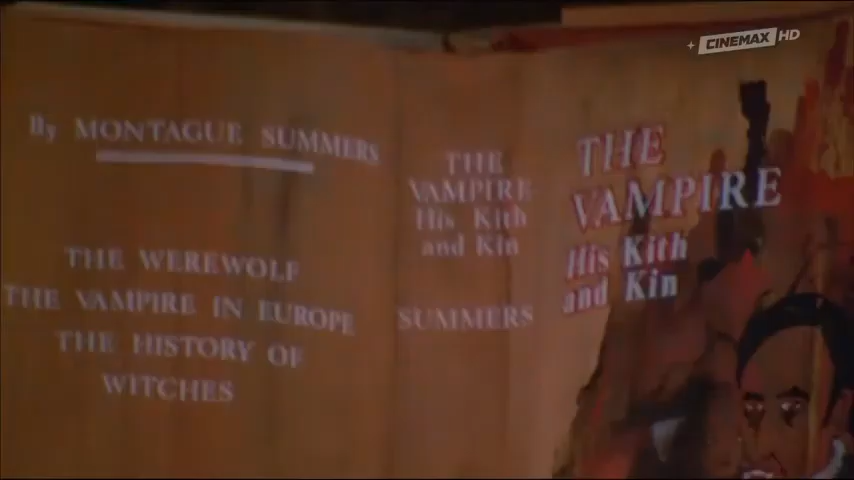 CINEMAX HD
By MONTAGUE SUMMERS
THE WEREWOLF
THE VAMPIRE IN EUROPE
THE HISTORY OF
WITCHES
THE
VAMPIRE
His Kith
and Kin
SUMMERS
THE
VAMPIRE
His Kith
and Kin